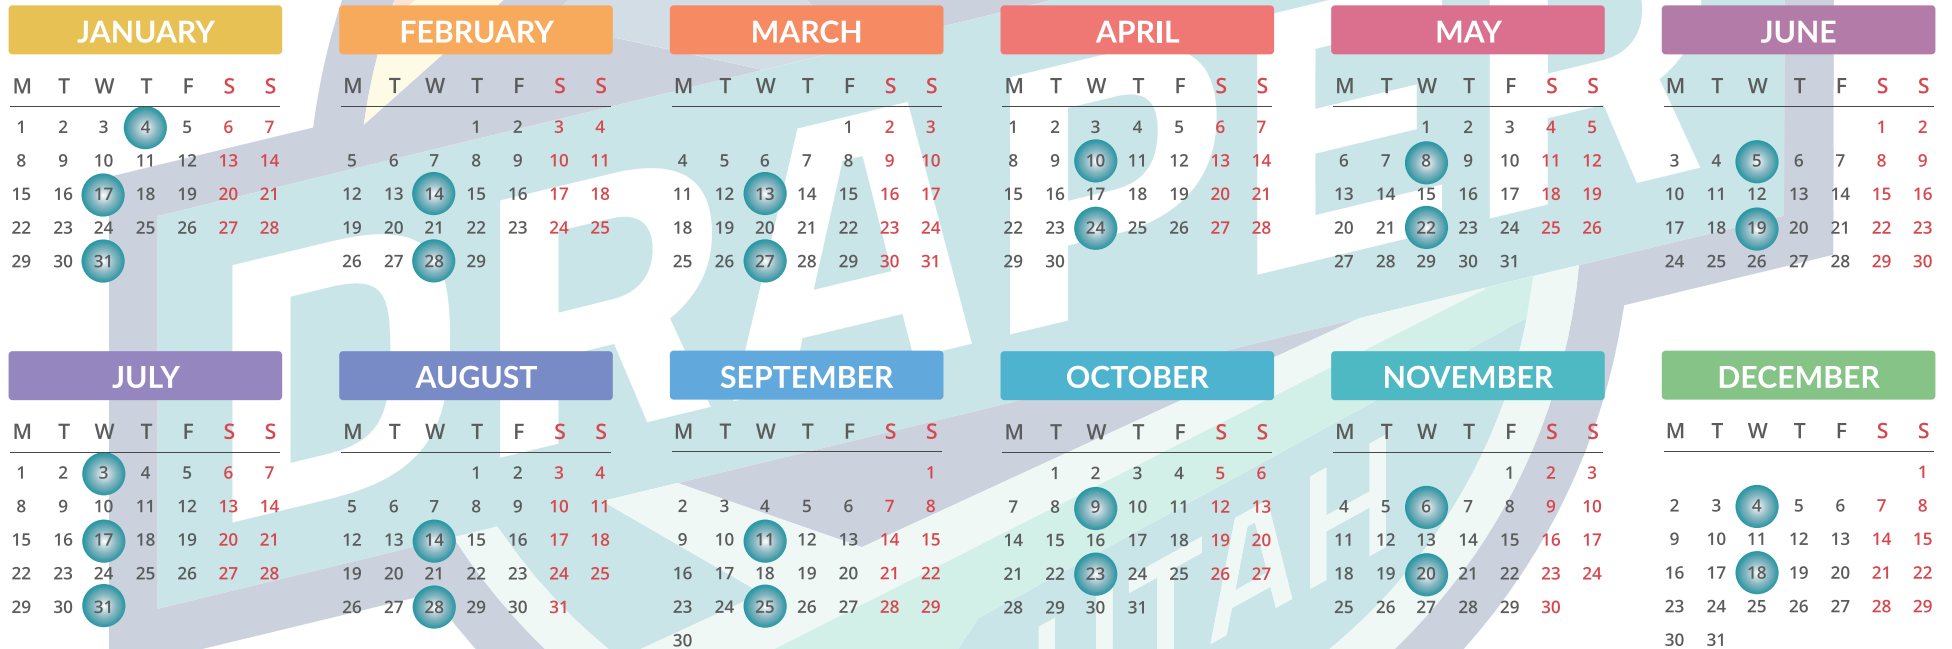 JANUARY FEBRUARY MARCH APRIL MAY JUNE
M T W T F S S M T W T F S S M T W T F S S M T W T F S S M T W T F S S M T W T F S S
1 2 3 4 5 6 7 1 2 3 4 1 2 3 1 2 3 4 5 6 7 1 2 3 4 5 1 2
8 9 10 11 12 13 14 5 6 7 8 9 10 11 4 5 6 7 8 9 10 8 9 10 11 12 13 14 6 7 8 9 10 11 12 3 4 5 6 7 8 9
15 16 17 18 19 20 21 12 13 14 15 16 17 18 11 12 13 14 15 16 17 15 16 17 18 19 20 21 13 14 15 16 17 18 19 10 11 12 13 14 15 16
22 23 24 25 26 27 28 19 20 21 22 23 24 25 18 19 20 21 22 23 24 22 23 24 25 26 27 28 20 21 22 23 24 25 26 17 18 19 20 21 22 23
29 30 31 26 27 28 29 25 26 27 28 29 30 31 29 30 27 28 29 30 31 24 25 26 27 28 29 30
DRAPER
JULY AUGUST SEPTEMBER OCTOBER NOVEMBER DECEMBER
M T W T F S S M T W T F S S M T W T F S S M T W T F S S M T W T F S S M T W T F S S
1 2 3 4 5 6 7 1 2 3 4 1 1 2 3 4 5 6 1 2 3 1
8 9 10 11 12 13 14 5 6 7 8 9 10 11 2 3 4 5 6 7 8 7 8 9 10 11 12 13 4 5 6 7 8 9 10 2 3 4 5 6 7 8
15 16 17 18 19 20 21 12 13 14 15 16 17 18 9 10 11 12 13 14 15 14 15 16 17 18 19 20 11 12 13 14 15 16 17 9 10 11 12 13 14 15
22 23 24 25 26 27 28 19 20 21 22 23 24 25 16 17 18 19 20 21 22 21 22 23 24 25 26 27 18 19 20 21 22 23 24 16 17 18 19 20 21 22
29 30 31 26 27 28 29 30 31 23 24 25 26 27 28 29 28 29 30 31 25 26 27 28 29 30 23 24 25 26 27 28 29
30 30 31
UTAH